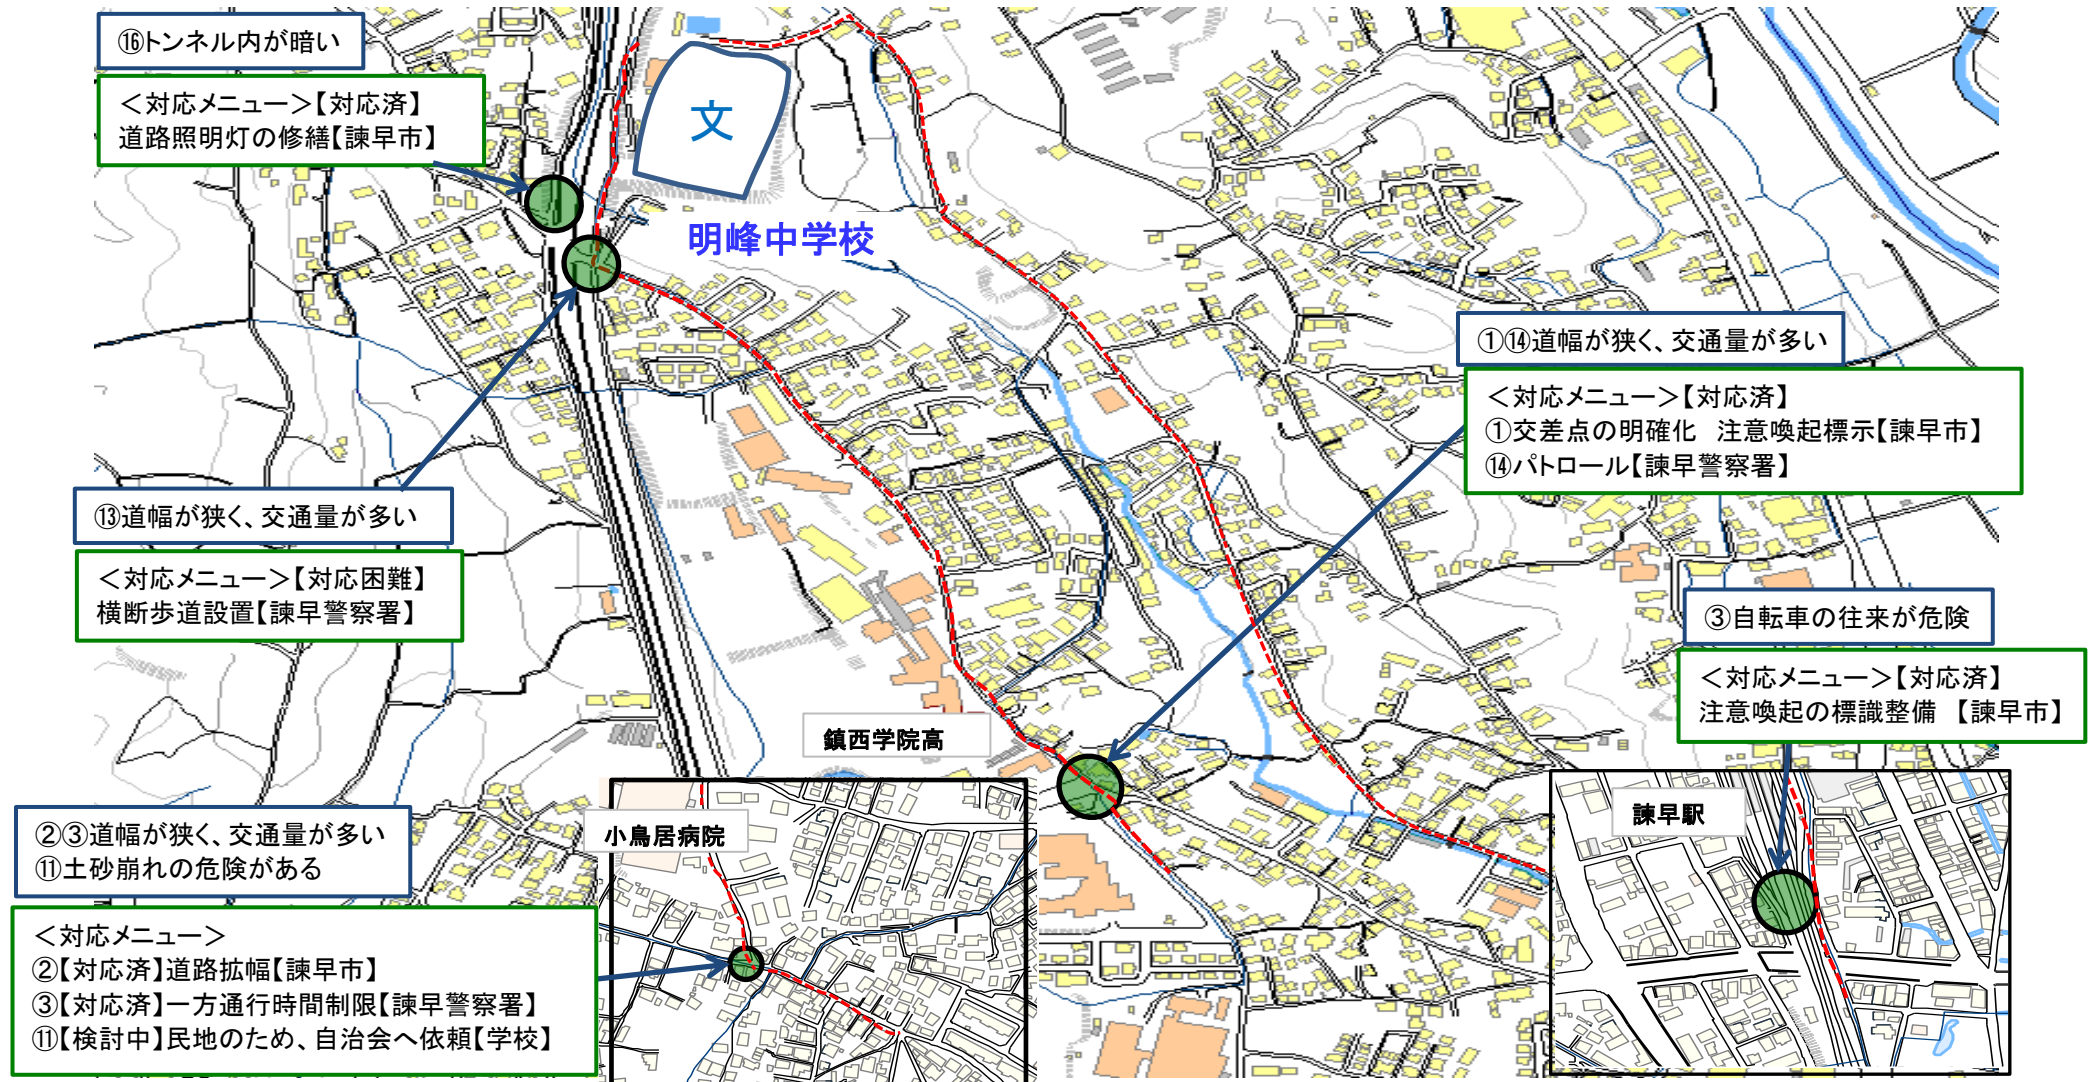 ⑯トンネル内が暗い
＜対応メニュー＞【対応済】
道路照明灯の修繕【諫早市】
文
明峰中学校
①⑭道幅が狭く、交通量が多い
＜対応メニュー＞【対応済】
①交差点の明確化　注意喚起標示【諫早市】
⑭パトロール【諫早警察署】
⑬道幅が狭く、交通量が多い
＜対応メニュー＞【対応困難】
横断歩道設置【諫早警察署】
③自転車の往来が危険
＜対応メニュー＞【対応済】
注意喚起の標識整備　【諫早市】
鎮西学院高
②③道幅が狭く、交通量が多い
⑪土砂崩れの危険がある
＜対応メニュー＞
②【対応済】道路拡幅【諫早市】
③【対応済】一方通行時間制限【諫早警察署】
⑪【検討中】民地のため、自治会へ依頼【学校】
小鳥居病院
諫早駅